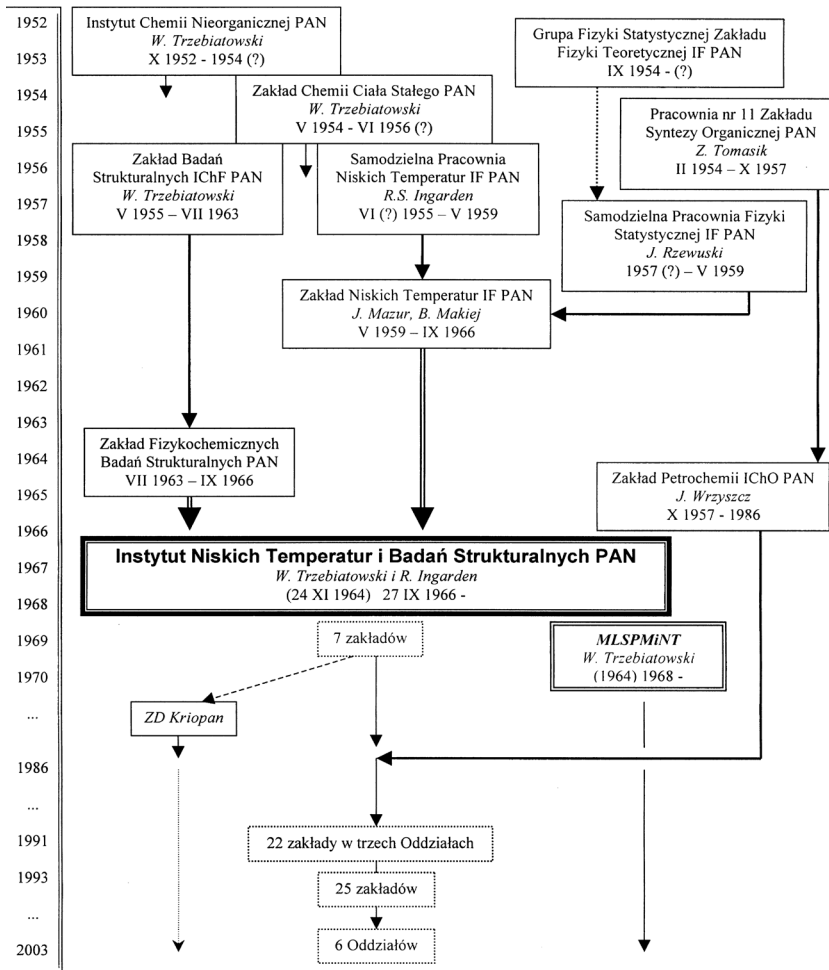 1952
1953
1954
1955
1956
1957
1958
1959
1960
1961
1962
1963
1964
1965
1966
1967
1968
1969
1970
...
1986
...
1991
1993
...
2003
Instytut Chemii Nieorganicznej PAN
W. Trzebiatowski
X 1952 - 1954 (?)
Grupa Fizyki Statystycznej Zakładu
Fizyki Teoretycznej IF PAN
IX 1954 - (?)
Zakład Chemii Ciała Stałego PAN
W. Trzebiatowski
V 1954 - VI 1956 (?)
Pracownia nr 11 Zakładu
Syntezy Organicznej PAN
Z. Tomasik
II 1954 – X 1957
Zakład Badań
Strukturalnych IChF PAN
W. Trzebiatowski
V 1955 – VII 1963
Samodzielna Pracownia
Niskich Temperatur IF PAN
R.S. Ingarden
VI (?) 1955 – V 1959
Samodzielna Pracownia Fizyki
Statystycznej IF PAN
J. Rzewuski
1957 (?) – V 1959
Zakład Niskich Temperatur IF PAN
J. Mazur, B. Makiej
V 1959 – IX 1966
Zakład Fizykochemicznych
Badań Strukturalnych PAN
VII 1963 – IX 1966
Zakład Petrochemii IChO PAN
J. Wrzyszcz
X 1957 - 1986
Instytut Niskich Temperatur i Badań Strukturalnych PAN
W. Trzebiatowski i R. Ingarden
(24 XI 1964) 27 IX 1966 -
7 zakładów
MLSPMiNT
W. Trzebiatowski
(1964) 1968 -
ZD Kriopan
22 zakłady w trzech Oddziałach
25 zakładów
6 Oddziałów